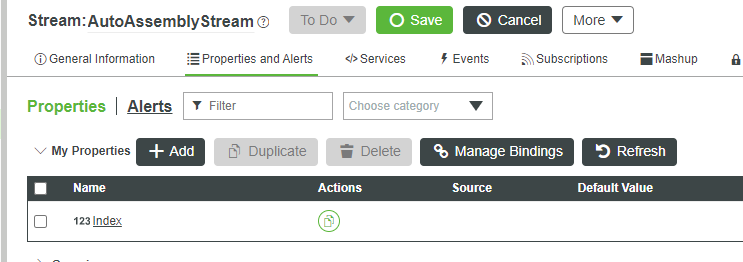 Stream: AutoAssemblyStream ? To Do Save Cancel More
General Information Properties and Alerts </> Services Events Subscriptions Mashup
Properties | Alerts Filter Choose category
My Properties + Add Duplicate Delete Manage Bindings Refresh
Name Actions Source Default Value
123 Index